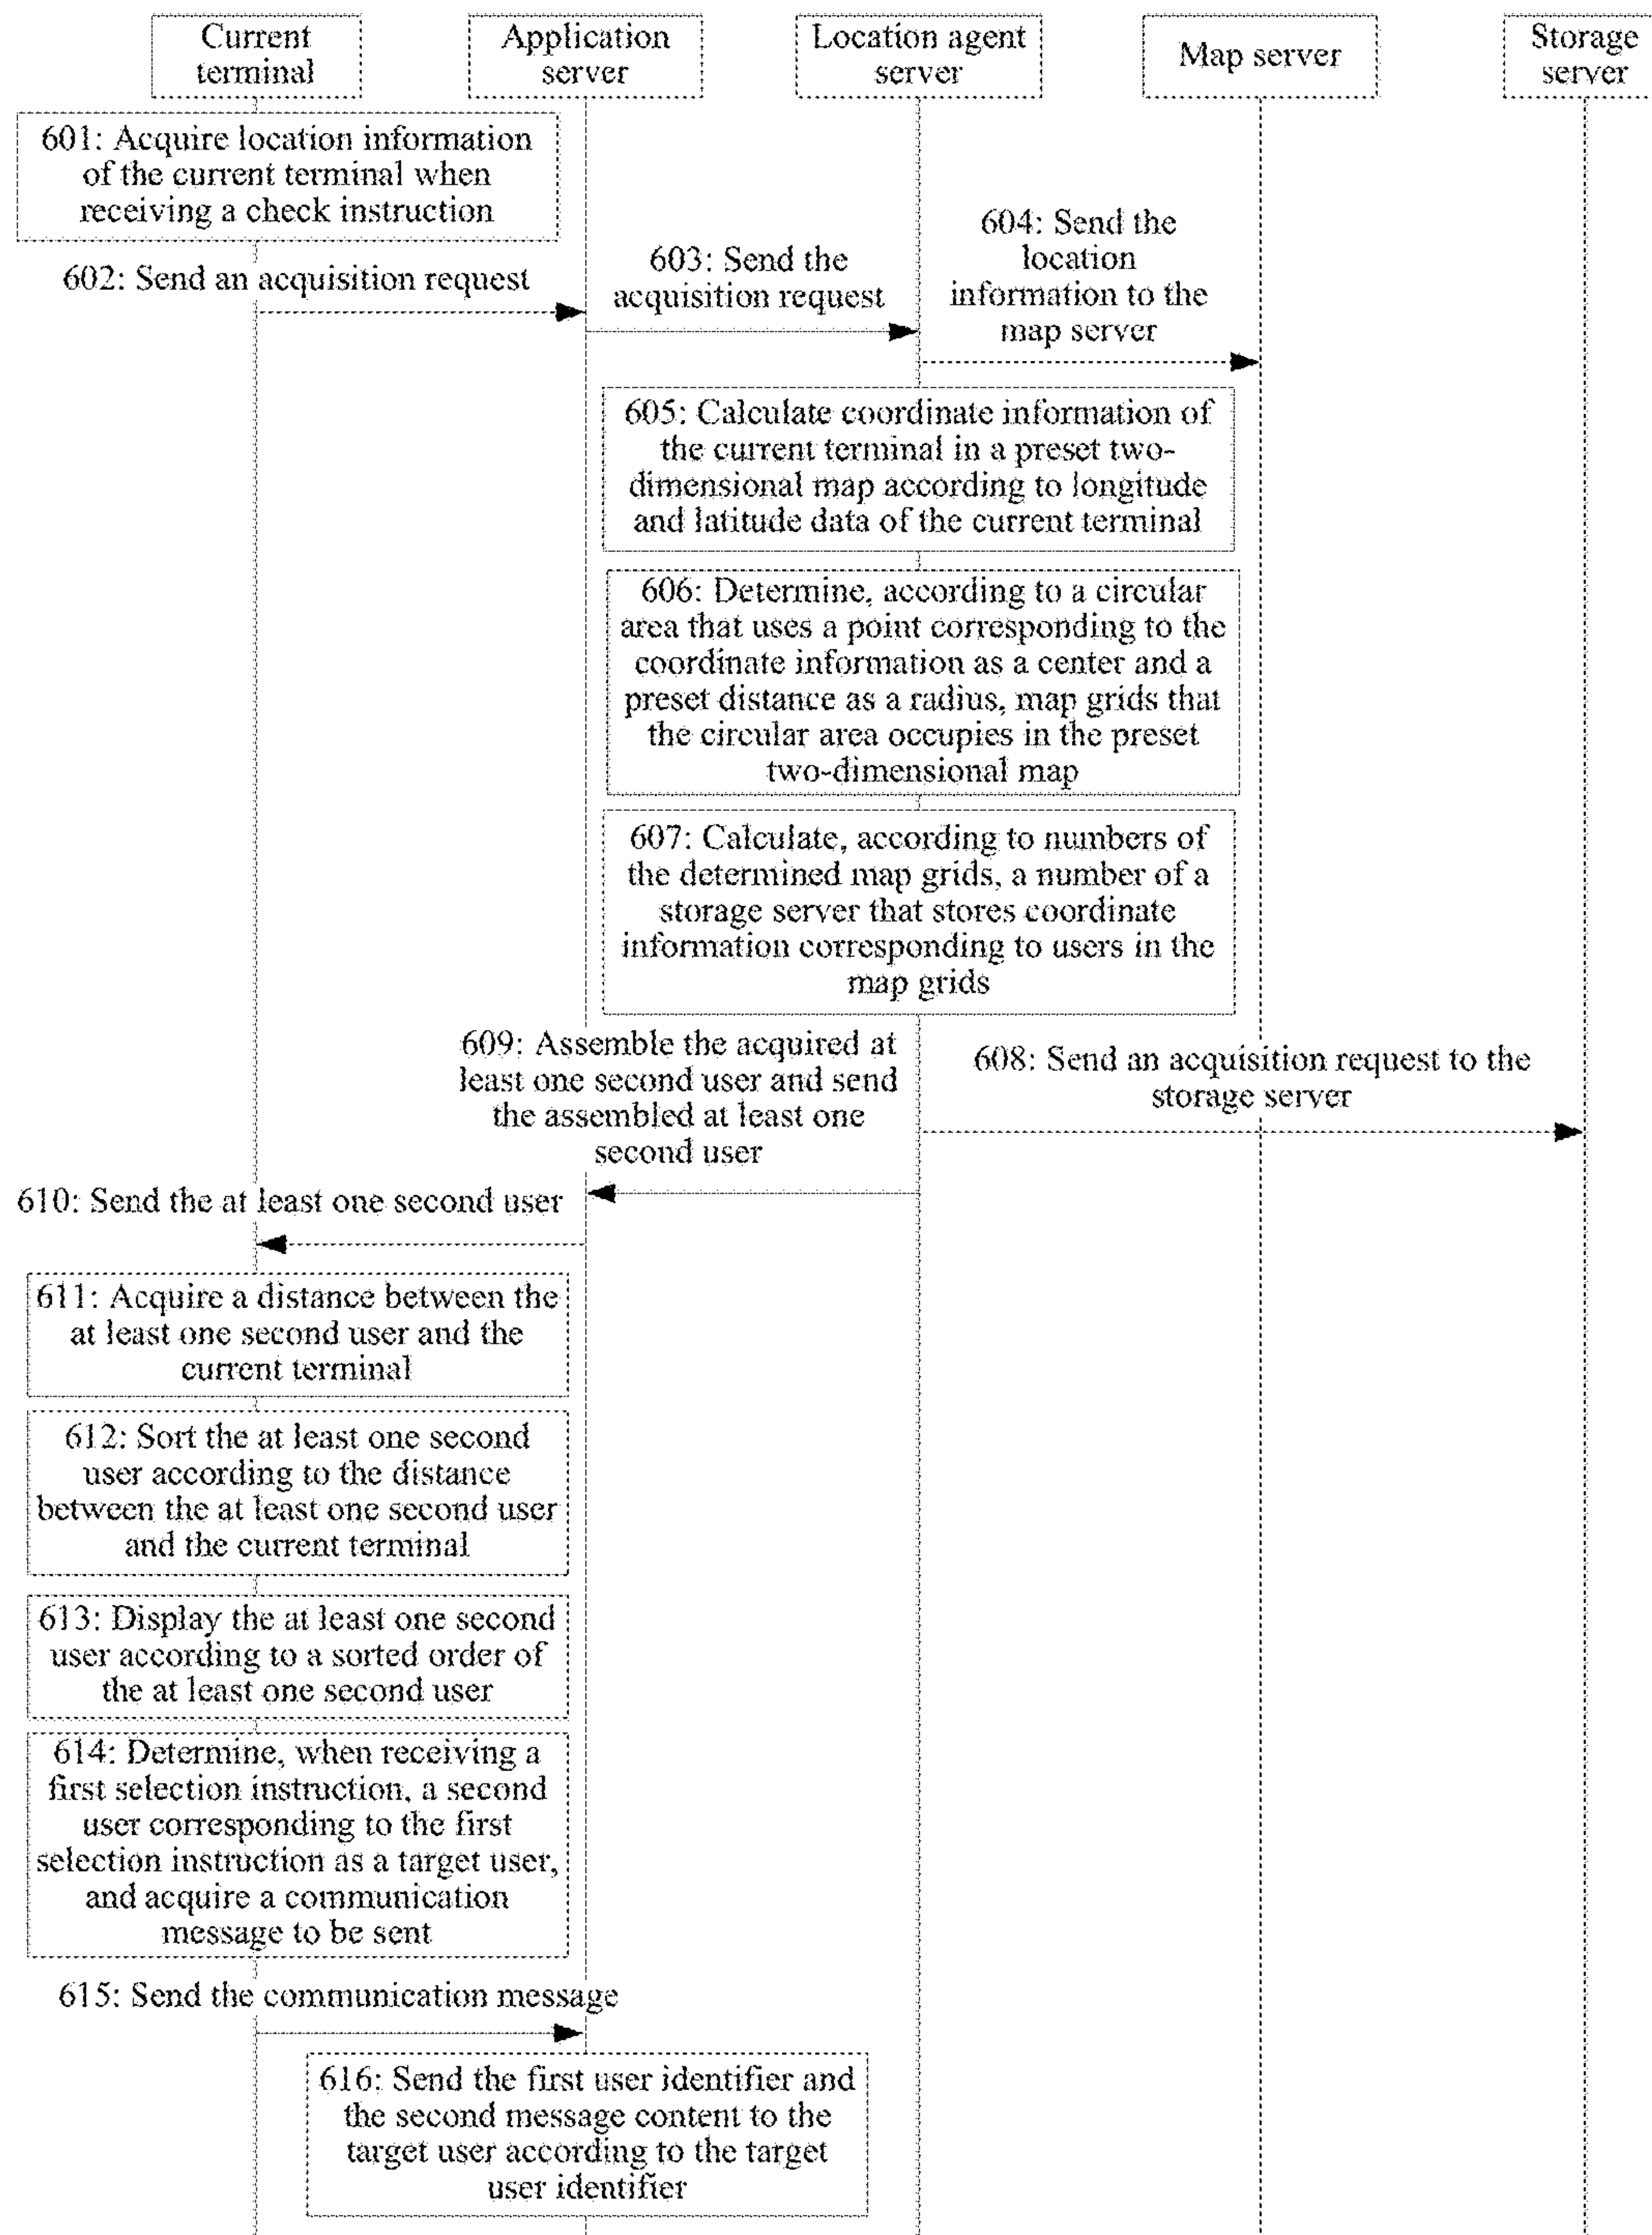 Current
terminal
Application
server
Location agent
server
Map server
Storage
server
601: Acquire location information
of the current terminal when
receiving a check instruction
602: Send an acquisition request
603: Send the
acquisition request
604: Send the
location
information to the
map server
605: Calculate coordinate information of
the current terminal in a preset two-
dimensional map according to longitude
and latitude data of the current terminal
606: Determine, according to a circular
area that uses a point corresponding to the
coordinate information as a center and a
preset distance as a radius, map grids that
the circular area occupies in the preset
two-dimensional map
607: Calculate, according to numbers of
the determined map grids, a number of a
storage server that stores coordinate
information corresponding to users in the
map grids
608: Send an acquisition request to the
storage server
609: Assemble the acquired at
least one second user and send
the assembled at least one
second user
610: Send the at least one second user
611: Acquire a distance between the
at least one second user and the
current terminal
612: Sort the at least one second
user according to the distance
between the at least one second user
and the current terminal
613: Display the at least one second
user according to a sorted order of
the at least one second user
614: Determine, when receiving a
first selection instruction, a second
user corresponding to the first
selection instruction as a target user,
and acquire a communication
message to be sent
615: Send the communication message
616: Send the first user identifier and
the second message content to the
target user according to the target
user identifier